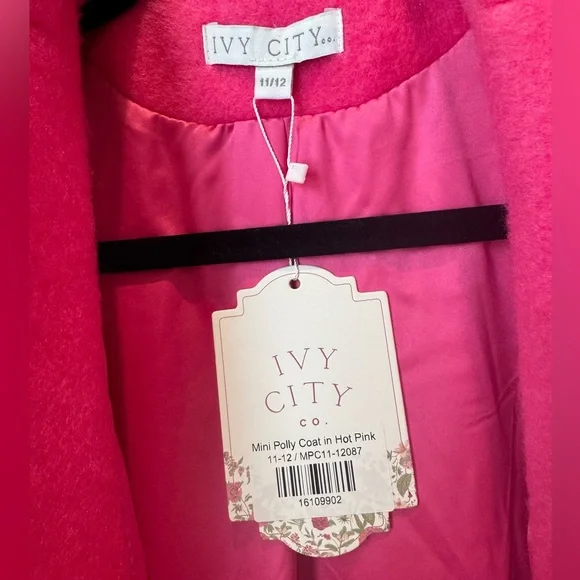 IVY CITY co.
11/12
IVY
CITY
CO.
Mini Polly Coat in Hot Pink
11-12 / MPC11-12087
16109902